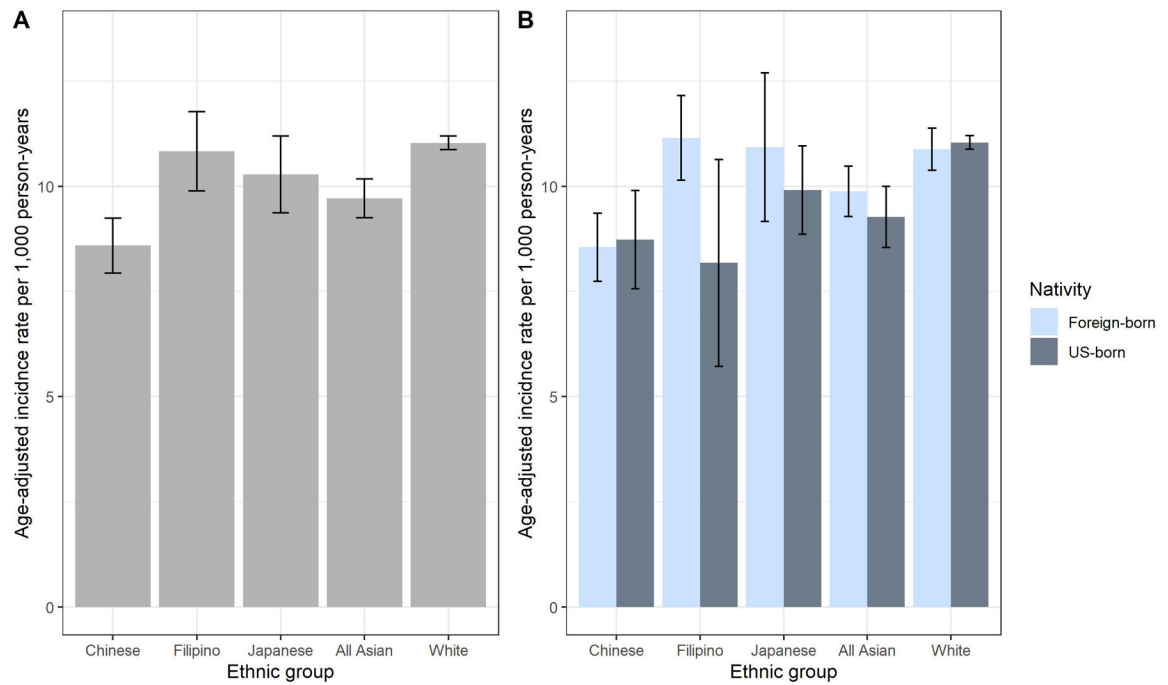 A
Age-adjusted incidnce rate per 1,000 person-years
10
5
0
Chinese Filipino Japanese All Asian White
Ethnic group
B
Age-adjusted incidnce rate per 1,000 person-years
10
5
0
Chinese Filipino Japanese All Asian White
Ethnic group
Nativity
Foreign-born
US-born